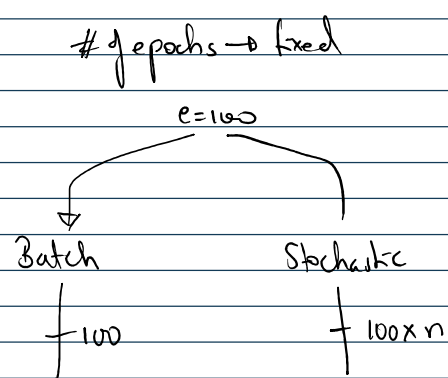 # of epochs → fixed
e=100
Batch Stochastic
100 100 x n